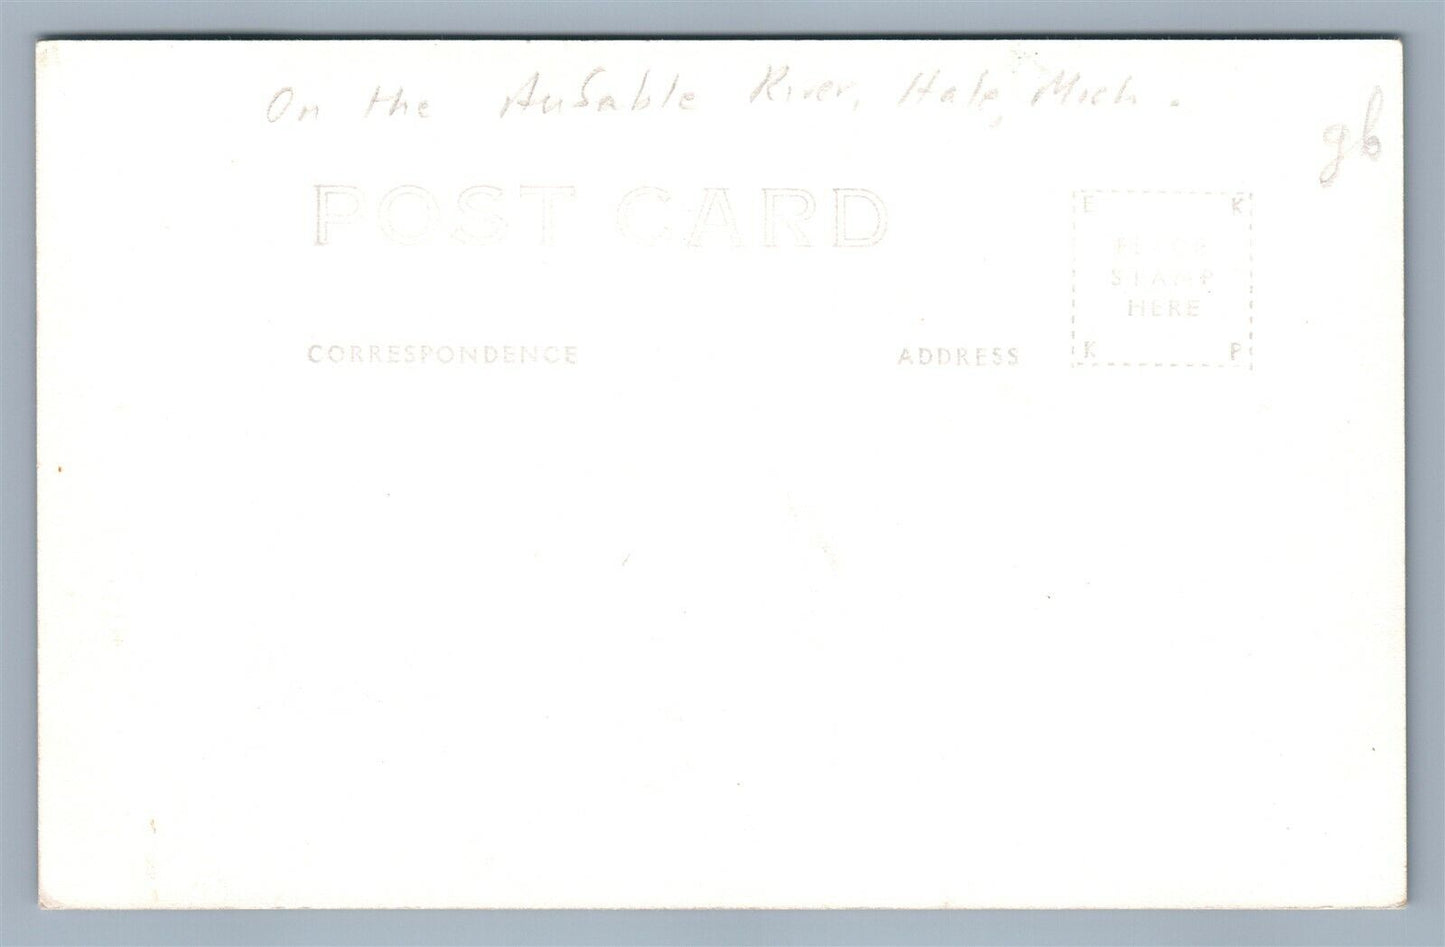 On the AuSable River, Hale, Mich.
gb
POST CARD
E K
PLACE
STAMP
HERE
CORRESPONDENCE
ADDRESS
K P